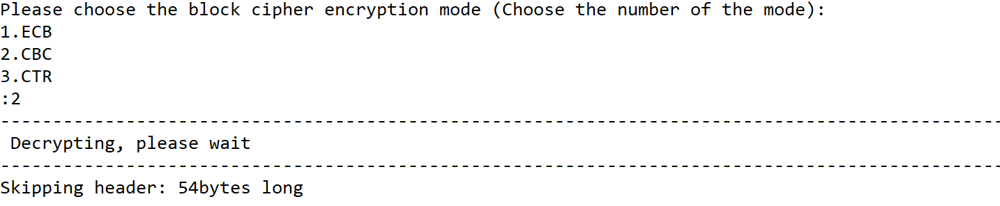 Please choose the block cipher encryption mode (Choose the number of the mode):
1.ECB
2.CBC
3.CTR
:2
------------------------------------------------------------------------------------------------
 Decrypting, please wait
------------------------------------------------------------------------------------------------
Skipping header: 54bytes long